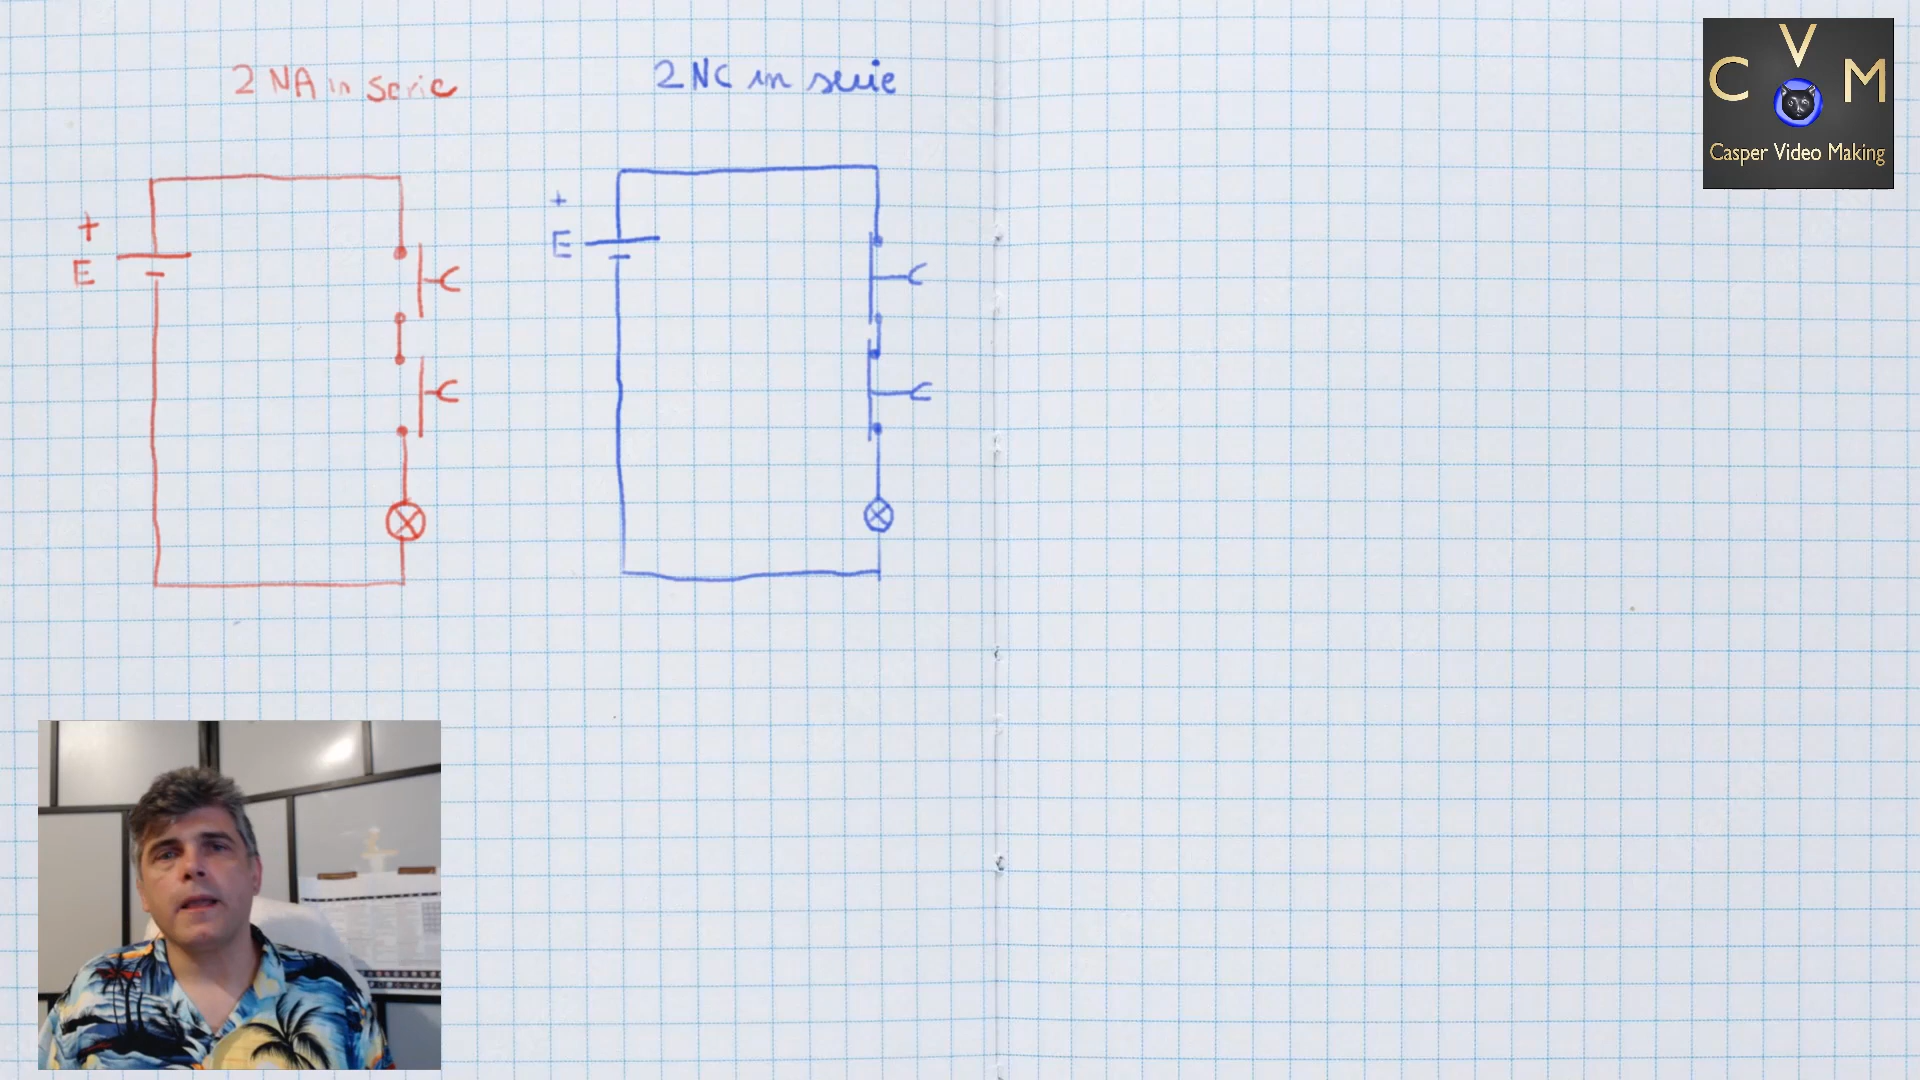 2 NA in serie
2 NC in serie
+
E
+
E
C V M
Casper Video Making